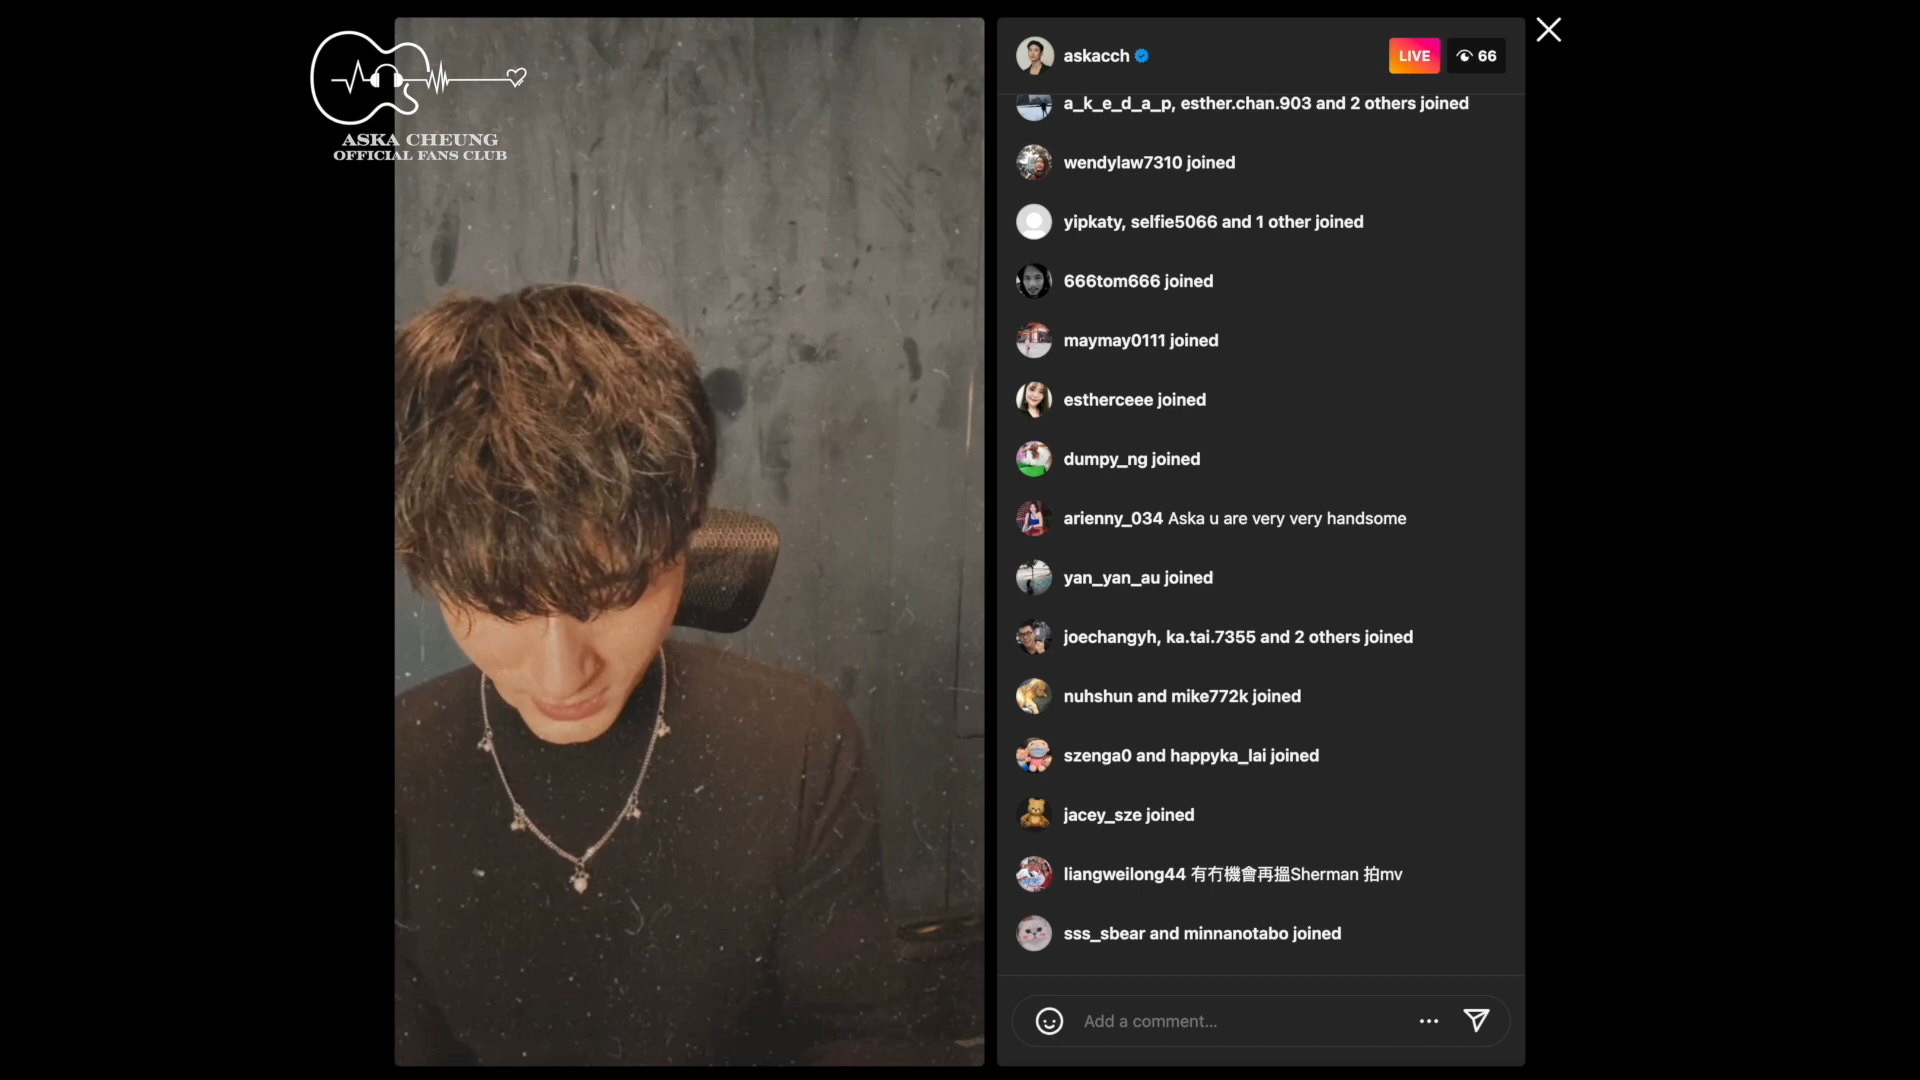 ASKA CHEUNG
OFFICIAL FANS CLUB
askacch
LIVE
66
a_k_e_d_a_p, esther.chan.903 and 2 others joined
wendylaw7310 joined
yipkaty, selfie5066 and 1 other joined
666tom666 joined
maymay0111 joined
estherceee joined
dumpy_ng joined
arienny_034 Aska u are very very handsome
yan_yan_au joined
joechangyh, ka.tai.7355 and 2 others joined
nuhshun and mike772k joined
szenga0 and happyka_lai joined
jacey_sze joined
liangweilong44 有冇機會再搵Sherman 拍mv
sss_sbear and minnanotabo joined
Add a comment...